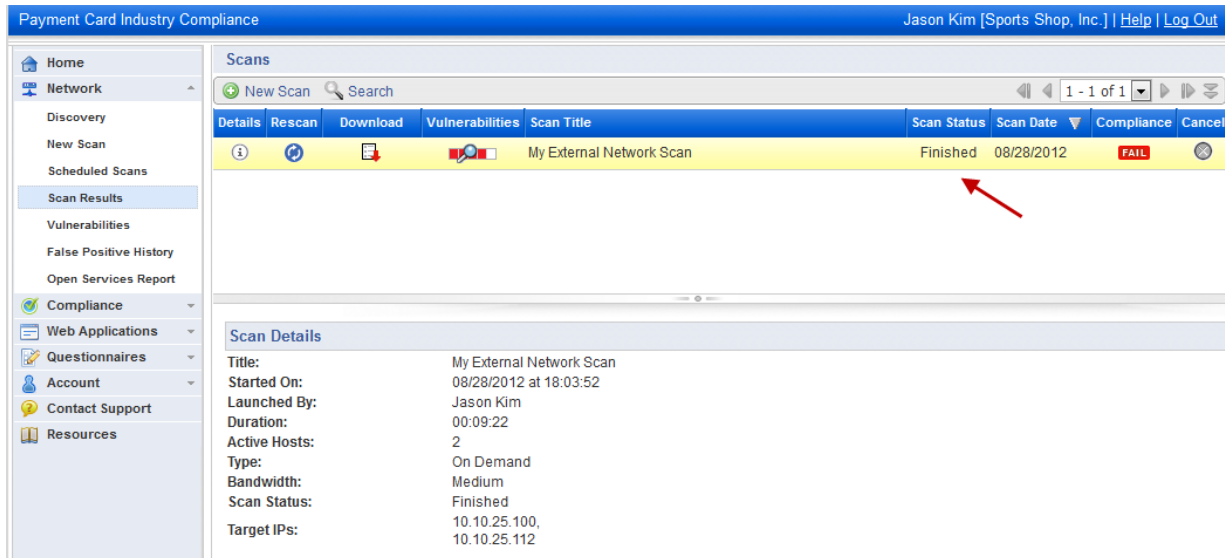 Payment Card Industry Compliance
Jason Kim [Sports Shop, Inc.] | Help | Log Out
Home
Network
Discovery
New Scan
Scheduled Scans
Scan Results
Vulnerabilities
False Positive History
Open Services Report
Compliance
Web Applications
Questionnaires
Account
Contact Support
Resources
Scans
New Scan Search 1 - 1 of 1
Details Rescan Download Vulnerabilities Scan Title Scan Status Scan Date Compliance Cancel
My External Network Scan Finished 08/28/2012 FAIL
Scan Details
Title: My External Network Scan
Started On: 08/28/2012 at 18:03:52
Launched By: Jason Kim
Duration: 00:09:22
Active Hosts: 2
Type: On Demand
Bandwidth: Medium
Scan Status: Finished
Target IPs: 10.10.25.100,
10.10.25.112